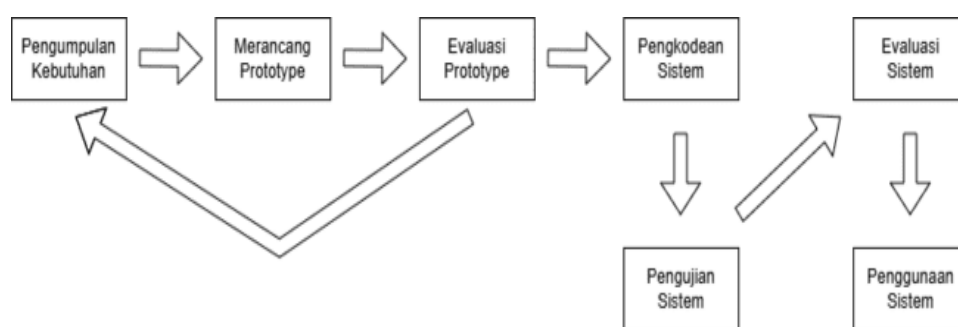 Pengumpulan
Kebutuhan
Merancang
Prototype
Evaluasi
Prototype
Pengkodean
Sistem
Evaluasi
Sistem
Pengujian
Sistem
Penggunaan
Sistem